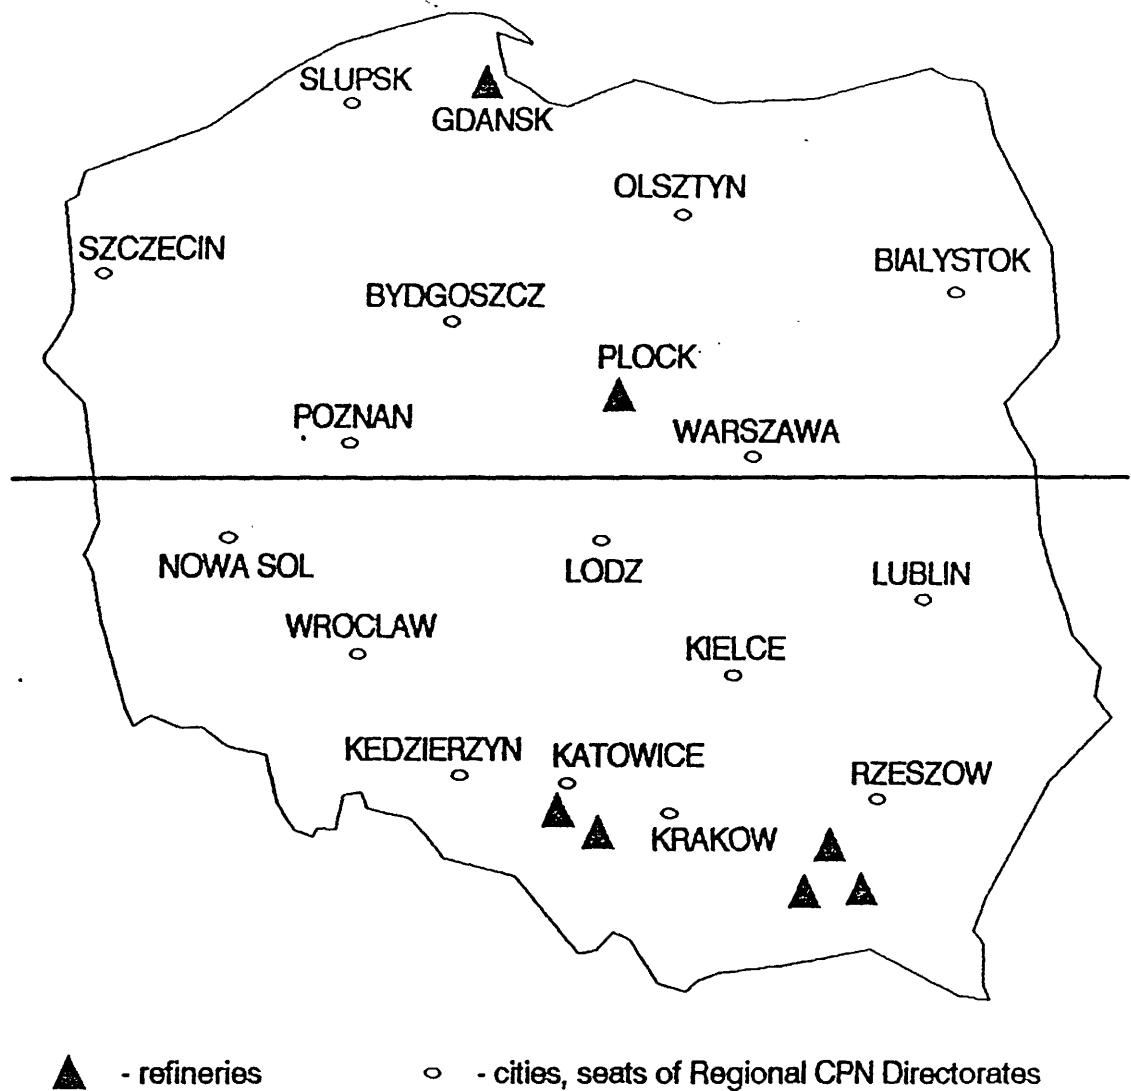 SLUPSK
GDANSK
OLSZTYN
SZCZECIN
BIALYSTOK
BYDGOSZCZ
PLOCK
POZNAN
WARSZAWA
NOWA SOL
LODZ
LUBLIN
WROCLAW
KIELCE
KEDZIERZYN
KATOWICE
RZESZOW
KRAKOW
- refineries
- cities, seats of Regional CPN Directorates